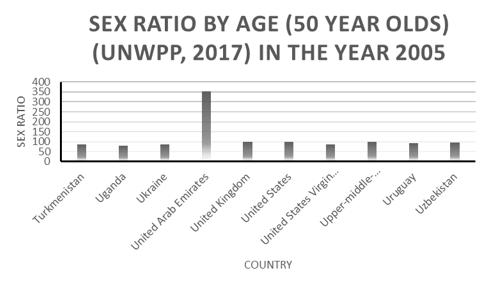 SEX RATIO BY AGE (50 YEAR OLDS)
(UNWPP, 2017) IN THE YEAR 2005
SEX RATIO
400
350
300
250
200
150
100
50
0
Turkmenistan
Uganda
Ukraine
United Arab Emirates
United Kingdom
United States
United States Virgin…
Upper-middle-…
Uruguay
Uzbekistan
COUNTRY